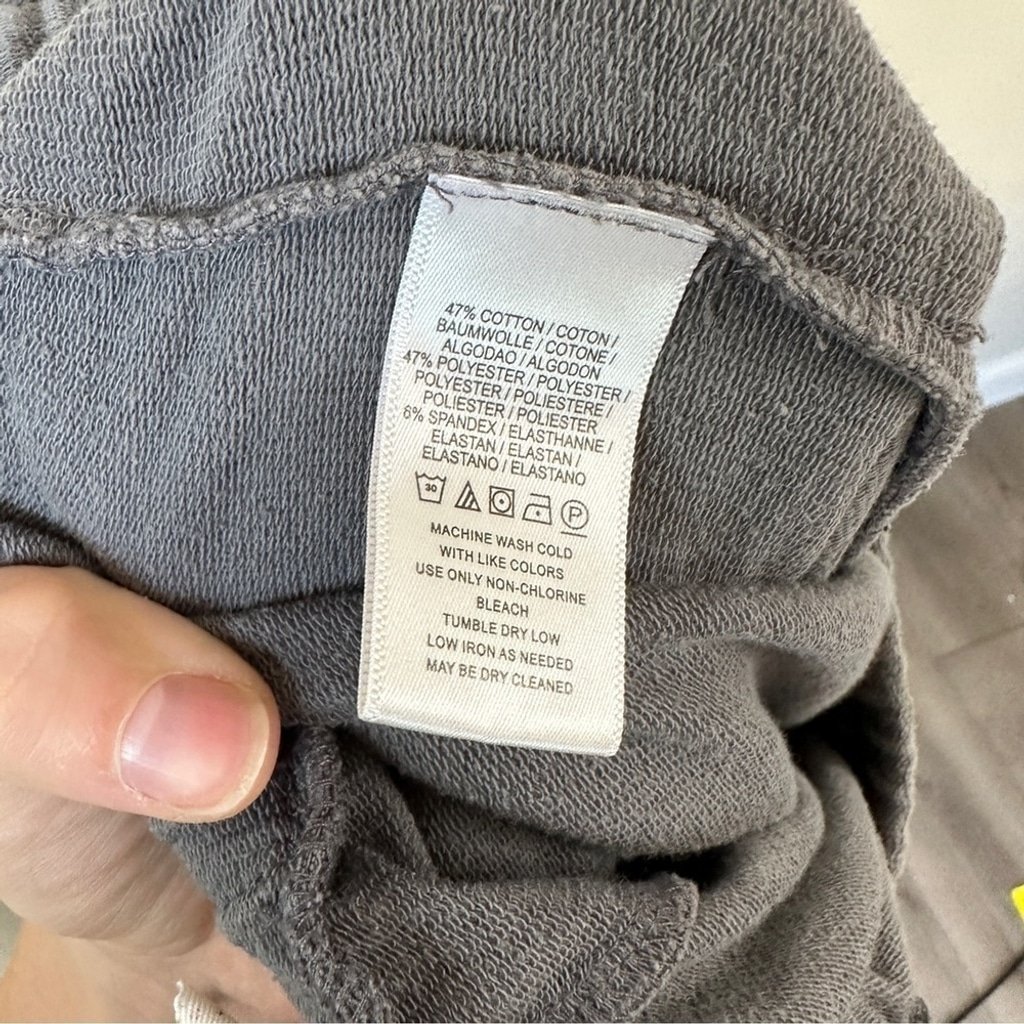 47% COTTON / COTON /
BAUMWOLLE / COTONE /
ALGODAO / ALGODON
47% POLYESTER / POLYESTER /
POLYESTER / POLIESTERE /
POLIESTER / POLIESTER
6% SPANDEX / ELASTHANNE /
ELASTAN / ELASTAN /
ELASTANO / ELASTANO
30 P
MACHINE WASH COLD
WITH LIKE COLORS
USE ONLY NON-CHLORINE
BLEACH
TUMBLE DRY LOW
LOW IRON AS NEEDED
MAY BE DRY CLEANED